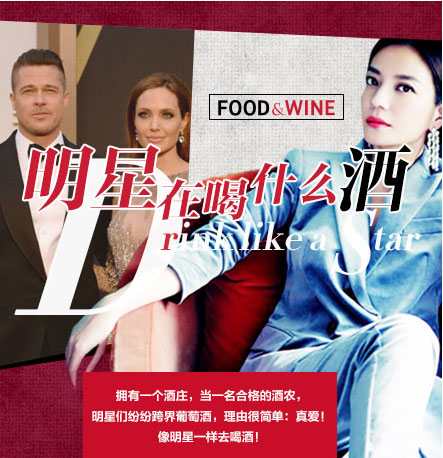 FOOD&WINE
明星在喝什么酒
Drink like a Star
拥有一个酒庄，当一名合格的酒农，
明星们纷纷跨界葡萄酒，理由很简单：真爱！
像明星一样去喝酒！